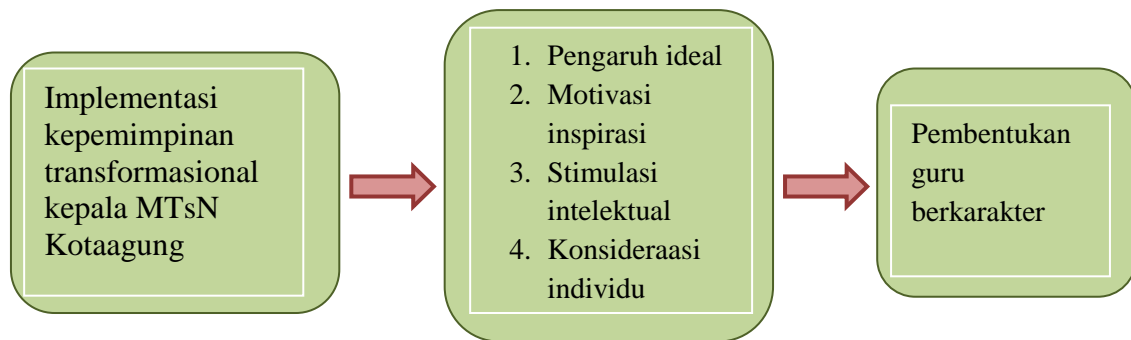 Implementasi
kepemimpinan
transformasional
kepala MTsN
Kotaagung
1. Pengaruh ideal
2. Motivasi
inspirasi
3. Stimulasi
intelektual
4. Konsideraasi
individu
Pembentukan
guru
berkarakter